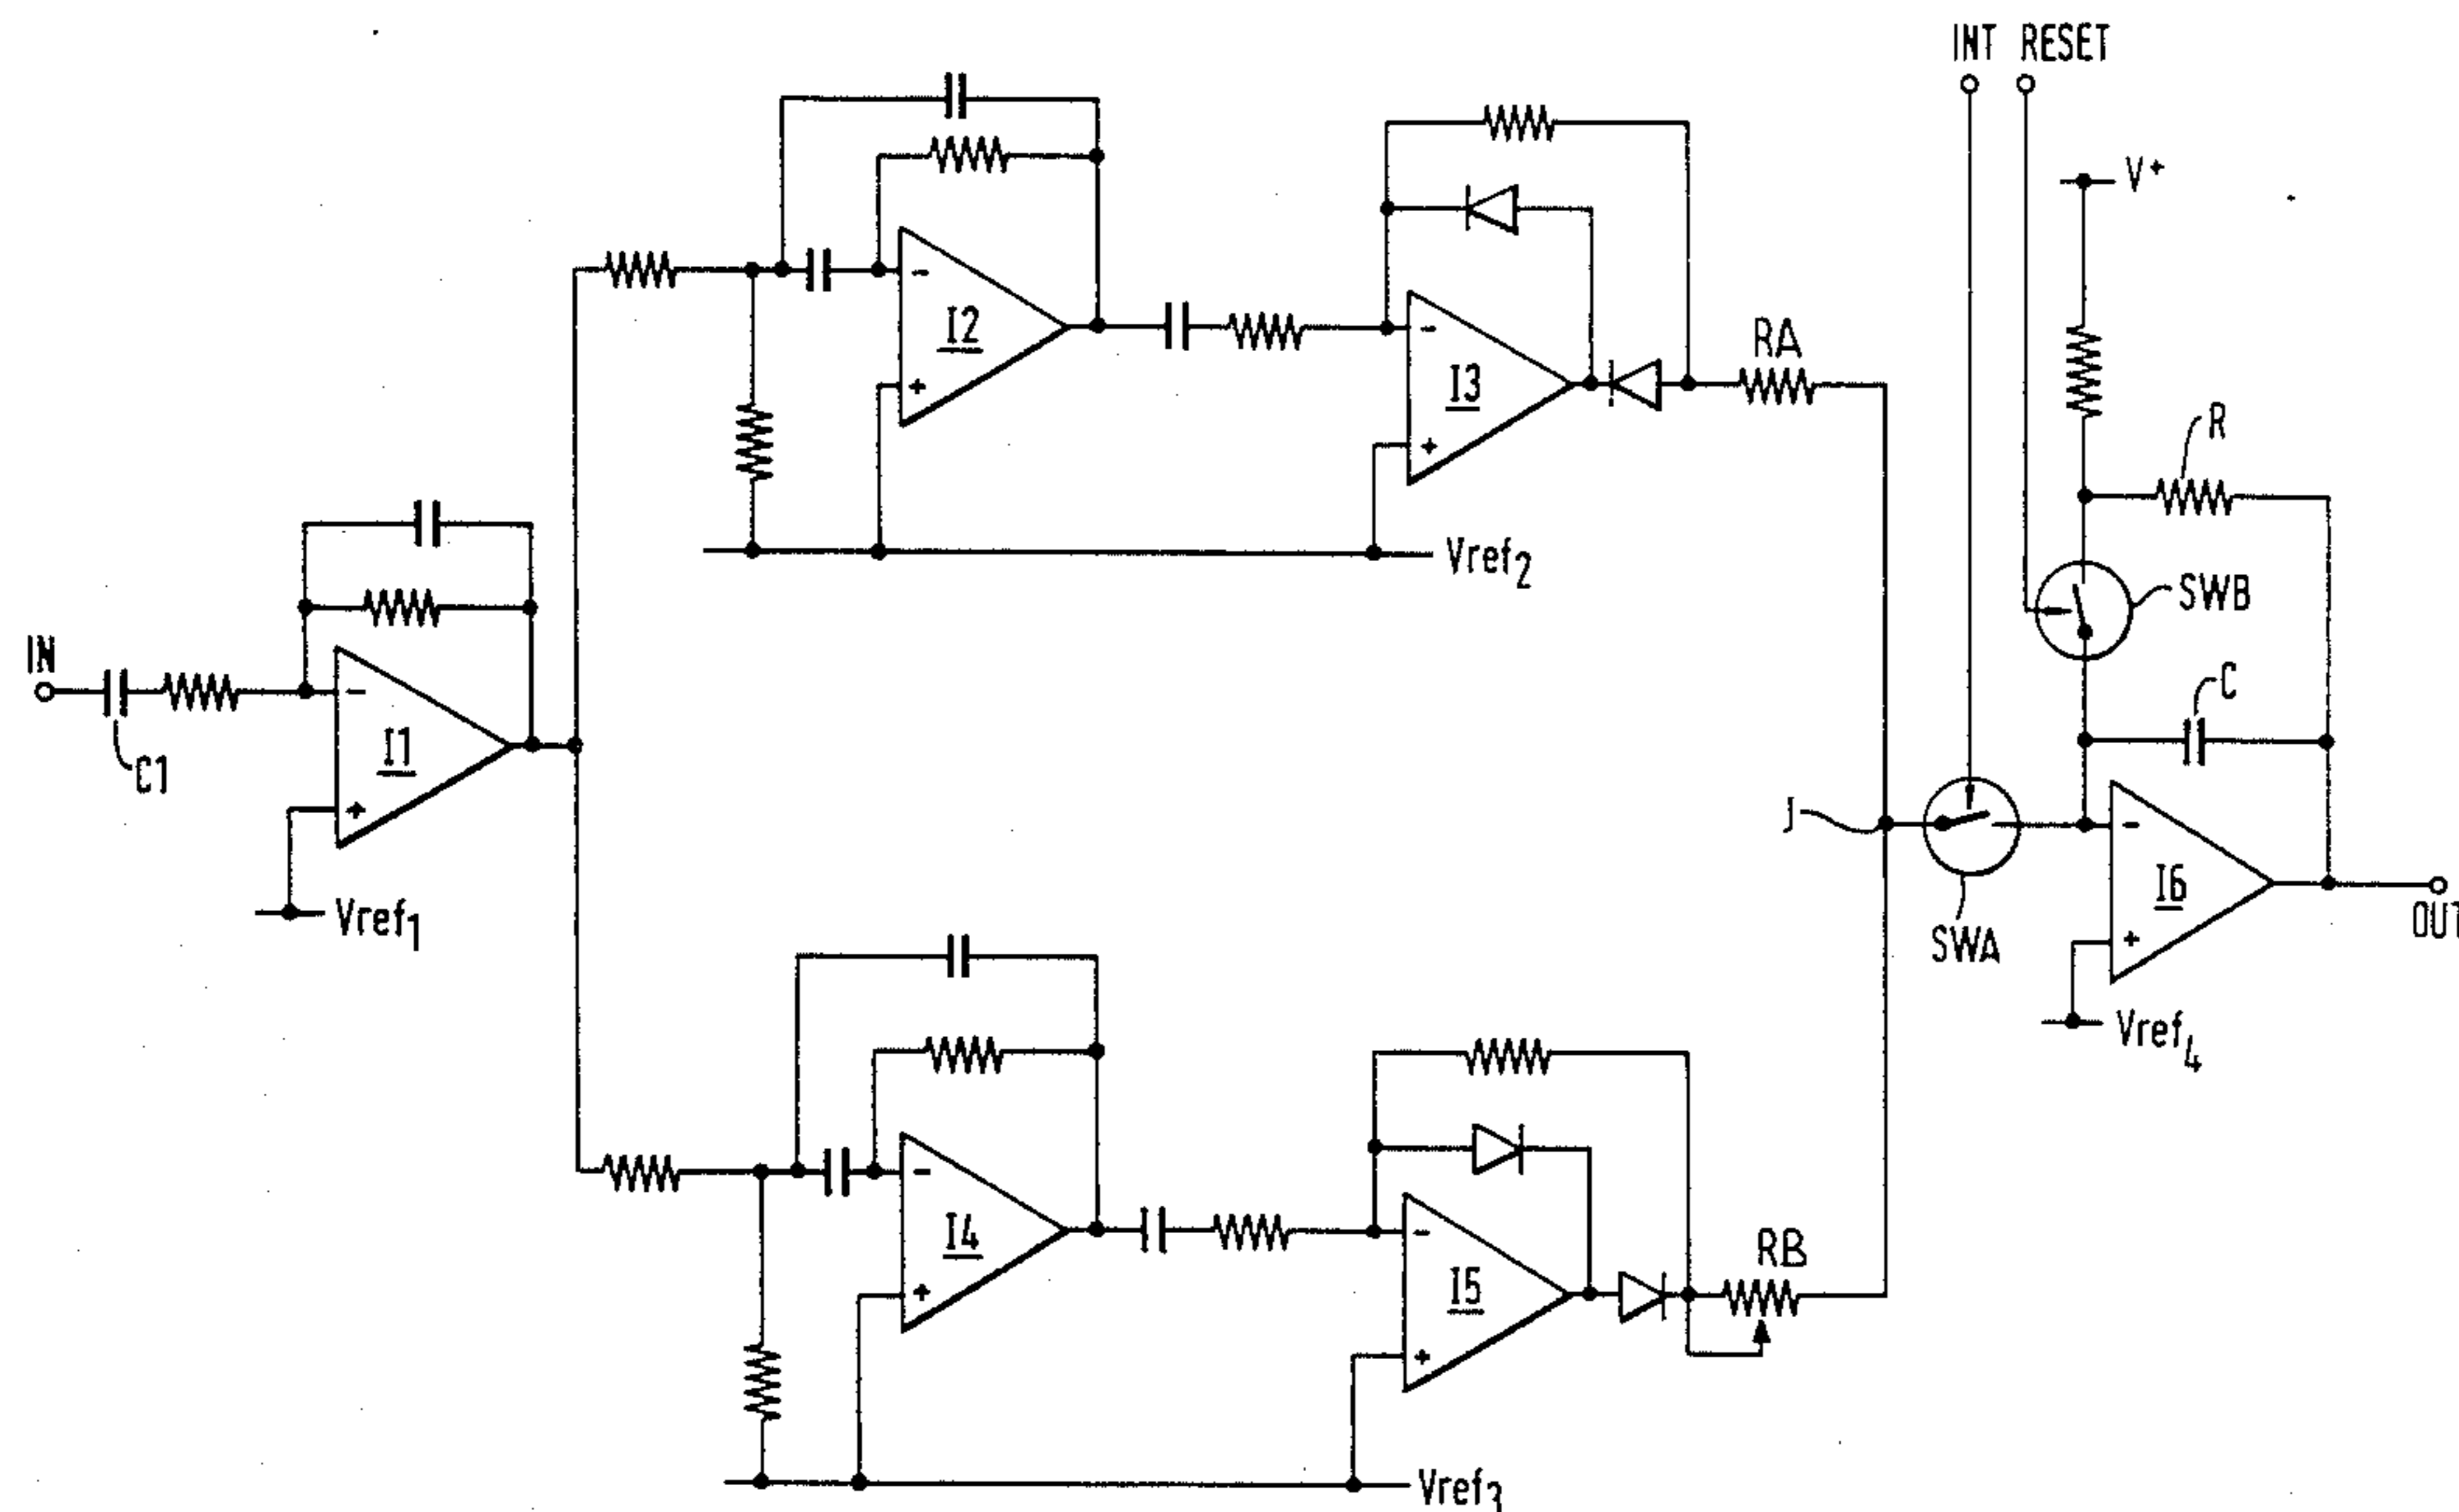 INT RESET
V+
I2
-
+
RA
I3
-
+
R
Vref2
SWB
IN
C1
I1
-
+
C
J
Vref1
SWA
I6
-
+
OUT
Vref4
I4
-
+
RB
I5
-
+
Vref3